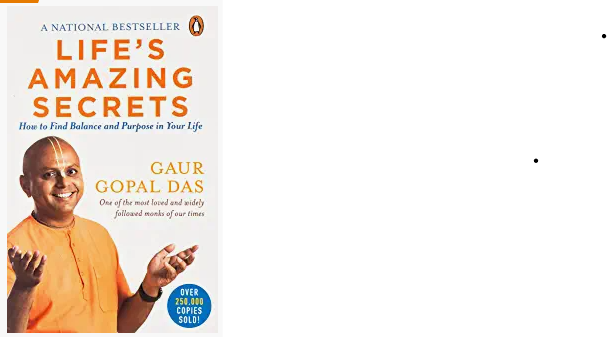 A NATIONAL BESTSELLER
LIFE'S
AMAZING
SECRETS
How to Find Balance and Purpose in Your Life
GAUR
GOPAL DAS
One of the most loved and widely
followed monks of our times
OVER
250,000
COPIES
SOLD!